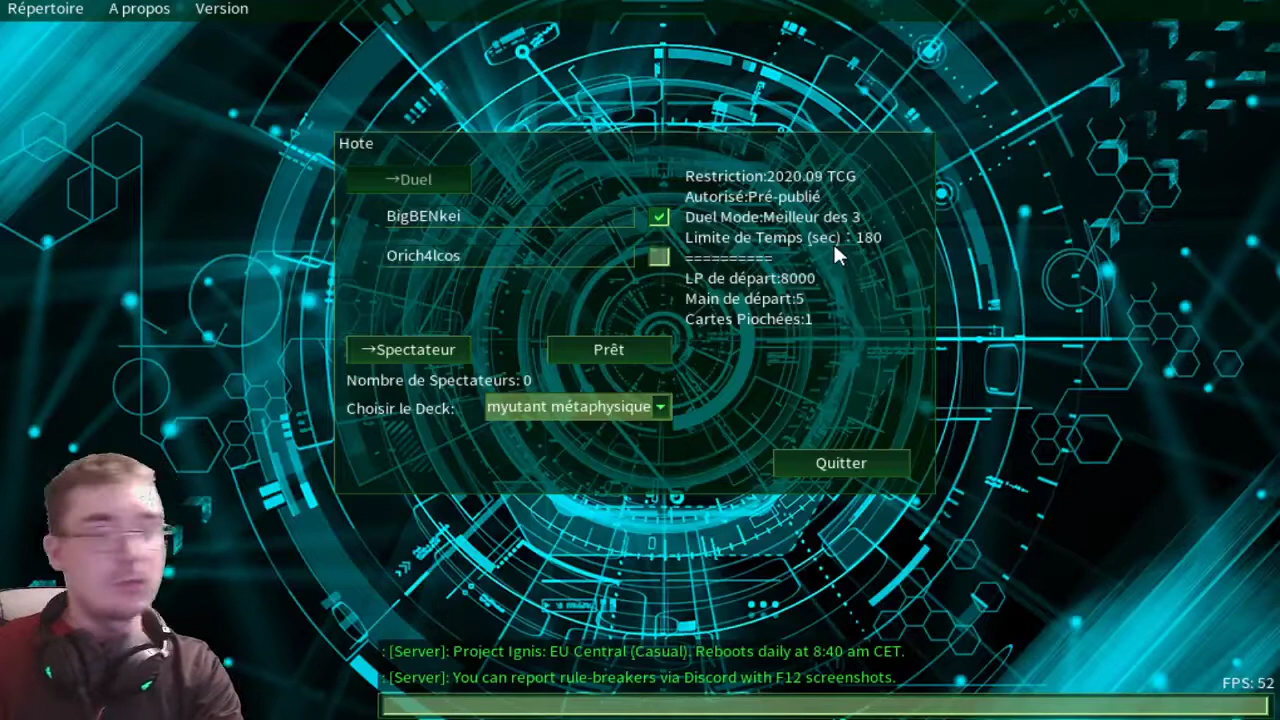 Répertoire A propos Version
Hote
→Duel
BigBENkei
Orich4lcos
Restriction:2020.09 TCG
Autorisé:Pré-publié
Duel Mode:Meilleur des 3
Limite de Temps (sec) : 180
==========
LP de départ:8000
Main de départ:5
Cartes Piochées:1
→Spectateur
Prêt
Nombre de Spectateurs: 0
Choisir le Deck:
myutant métaphysique
Quitter
: [Server]: Project Ignis: EU Central (Casual). Reboots daily at 8:40 am CET.
: [Server]: You can report rule-breakers via Discord with F12 screenshots.
FPS: 52